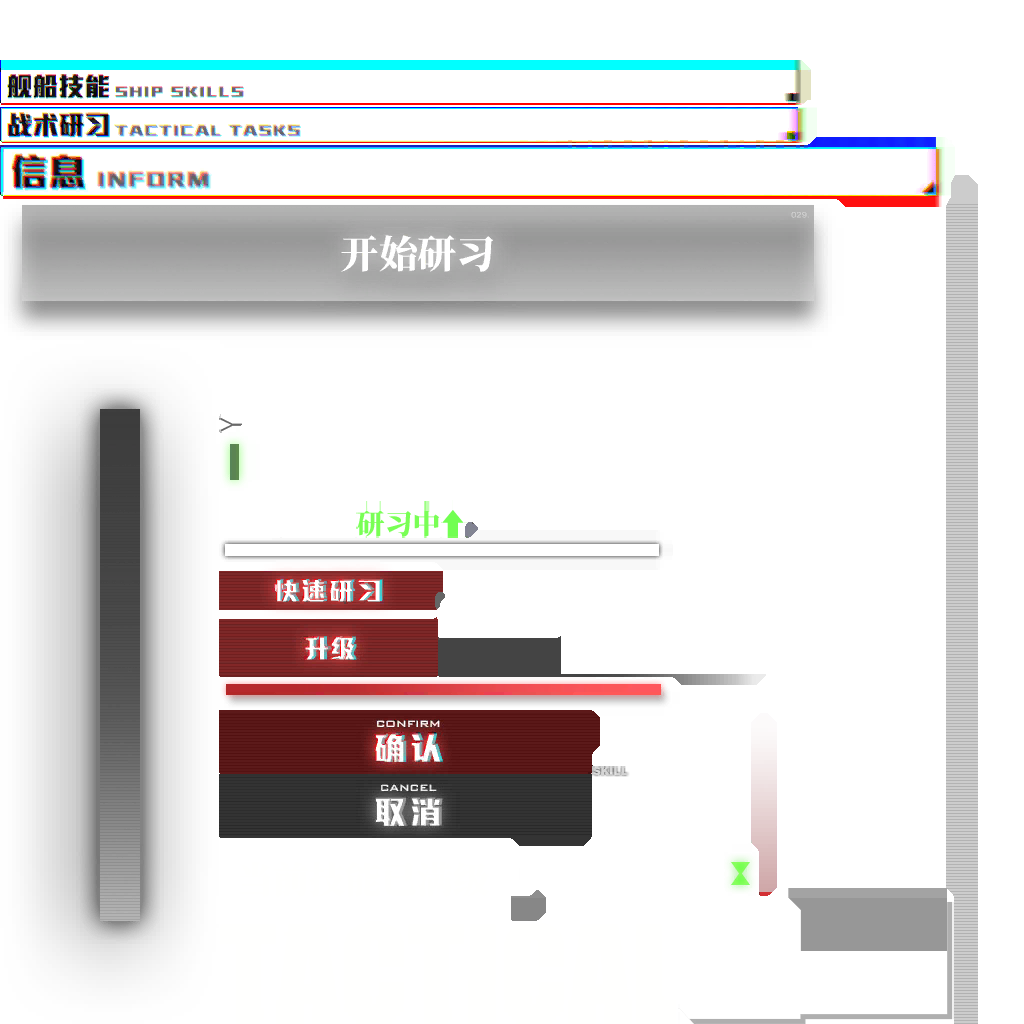 舰船技能 SHIP SKILLS
战术研习 TACTICAL TASKS
信息 INFORM
029
开始研习
研习中
快速研习
升级
CONFIRM
确认
SKILL
CANCEL
取消